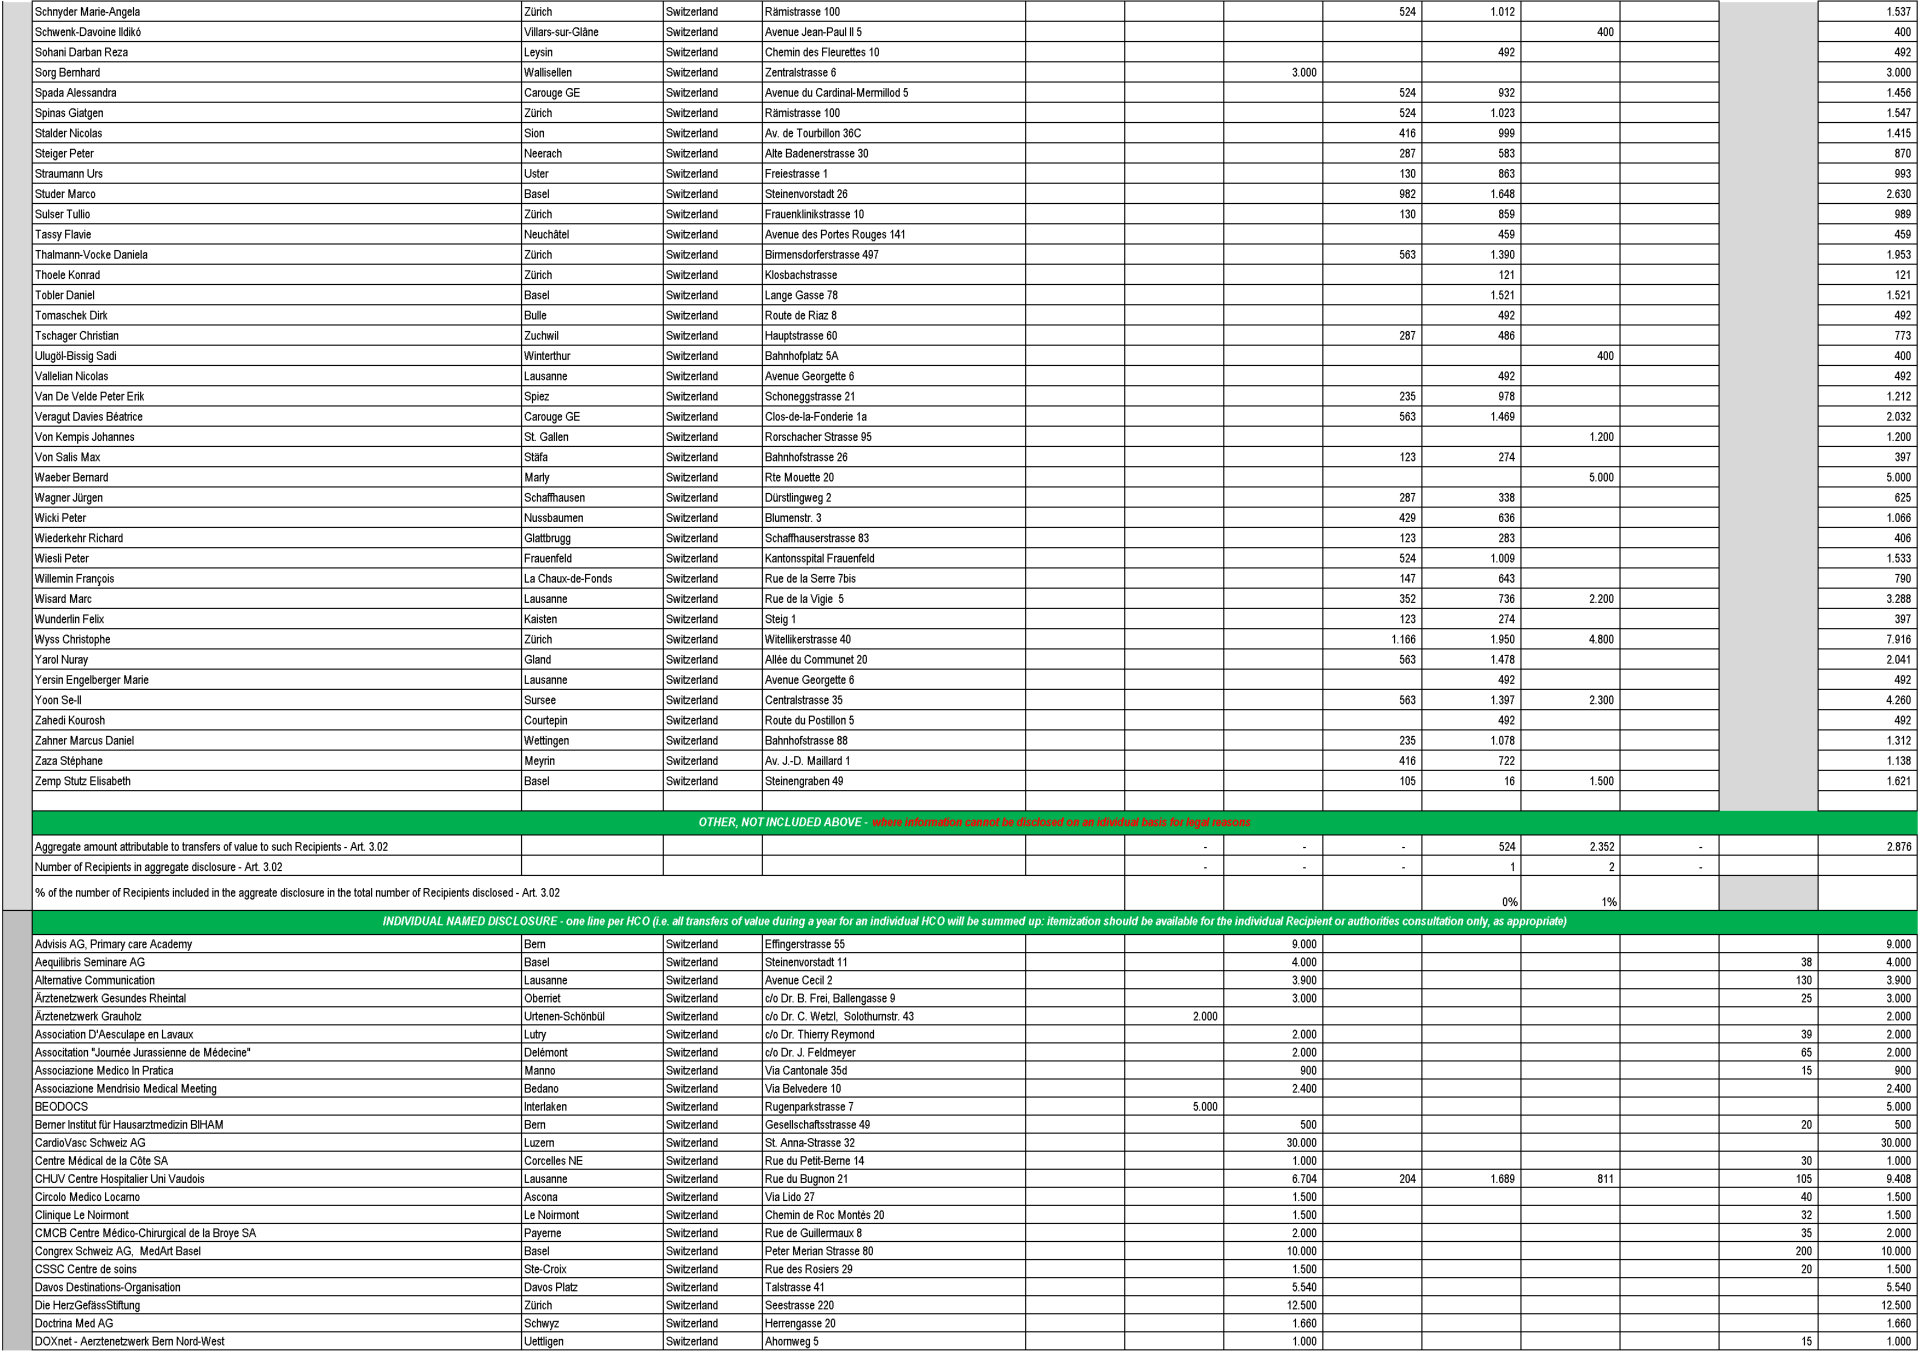 Schnyder Marie-Angela Zürich Switzerland Rämistrasse 100 524 1.012 1.537
Schwenk-Davoine Ildikó Villars-sur-Glâne Switzerland Avenue Jean-Paul II 5 400 400
Sohani Darban Reza Leysin Switzerland Chemin des Fleurettes 10 492 492
Sorg Bernhard Wallisellen Switzerland Zentralstrasse 6 3.000 3.000
Spada Alessandra Carouge GE Switzerland Avenue du Cardinal-Mermillod 5 524 932 1.456
Spinas Giatgen Zürich Switzerland Rämistrasse 100 524 1.023 1.547
Stalder Nicolas Sion Switzerland Av. de Tourbillon 36C 416 999 1.415
Steiger Peter Neerach Switzerland Alte Badenerstrasse 30 287 583 870
Straumann Urs Uster Switzerland Freiestrasse 1 130 863 993
Studer Marco Basel Switzerland Steinenvorstadt 26 982 1.648 2.630
Sulser Tullio Zürich Switzerland Frauenklinikstrasse 10 130 859 989
Tassy Flavie Neuchâtel Switzerland Avenue des Portes Rouges 141 459 459
Thalmann-Vocke Daniela Zürich Switzerland Birmensdorferstrasse 497 563 1.390 1.953
Thoele Konrad Zürich Switzerland Klosbachstrasse 121 121
Tobler Daniel Basel Switzerland Lange Gasse 78 1.521 1.521
Tomaschek Dirk Bulle Switzerland Route de Riaz 8 492 492
Tschager Christian Zuchwil Switzerland Hauptstrasse 60 287 486 773
Ulugöl-Bissig Sadi Winterthur Switzerland Bahnhofplatz 5A 400 400
Vallelian Nicolas Lausanne Switzerland Avenue Georgette 6 492 492
Van De Velde Peter Erik Spiez Switzerland Schoneggstrasse 21 235 978 1.212
Veragut Davies Béatrice Carouge GE Switzerland Clos-de-la-Fonderie 1a 563 1.469 2.032
Von Kempis Johannes St. Gallen Switzerland Rorschacher Strasse 95 1.200 1.200
Von Salis Max Stäfa Switzerland Bahnhofstrasse 26 123 274 397
Waeber Bernard Marly Switzerland Rte Mouette 20 5.000 5.000
Wagner Jürgen Schaffhausen Switzerland Dürstlingweg 2 287 338 625
Wicki Peter Nussbaumen Switzerland Blumenstr. 3 429 636 1.066
Wiederkehr Richard Glattbrugg Switzerland Schaffhauserstrasse 83 123 283 406
Wiesli Peter Frauenfeld Switzerland Kantonsspital Frauenfeld 524 1.009 1.533
Willemin François La Chaux-de-Fonds Switzerland Rue de la Serre 7bis 147 643 790
Wisard Marc Lausanne Switzerland Rue de la Vigie 5 352 736 2.200 3.288
Wunderlin Felix Kaisten Switzerland Steig 1 123 274 397
Wyss Christophe Zürich Switzerland Witellikerstrasse 40 1.166 1.950 4.800 7.916
Yarol Nuray Gland Switzerland Allée du Communet 20 563 1.478 2.041
Yersin Engelberger Marie Lausanne Switzerland Avenue Georgette 6 492 492
Yoon Se-Il Sursee Switzerland Centralstrasse 35 563 1.397 2.300 4.260
Zahedi Kourosh Courtepin Switzerland Route du Postillon 5 492 492
Zahner Marcus Daniel Wettingen Switzerland Bahnhofstrasse 88 235 1.078 1.312
Zaza Stéphane Meyrin Switzerland Av. J.-D. Maillard 1 416 722 1.138
Zemp Stutz Elisabeth Basel Switzerland Steinengraben 49 105 16 1.500 1.621
OTHER, NOT INCLUDED ABOVE - where information cannot be disclosed on an idividual basis for legal reasons
Aggregate amount attributable to transfers of value to such Recipients - Art. 3.02 - - - 524 2.352 - 2.876
Number of Recipients in aggregate disclosure - Art. 3.02 - - - 1 2 -
% of the number of Recipients included in the aggreate disclosure in the total number of Recipients disclosed - Art. 3.02 0% 1%
INDIVIDUAL NAMED DISCLOSURE - one line per HCO (i.e. all transfers of value during a year for an individual HCO will be summed up: itemization should be available for the individual Recipient or authorities consultation only, as appropriate)
Advisis AG, Primary care Academy Bern Switzerland Effingerstrasse 55 9.000 9.000
Aequilibris Seminare AG Basel Switzerland Steinenvorstadt 11 4.000 38 4.000
Alternative Communication Lausanne Switzerland Avenue Cecil 2 3.900 130 3.900
Ärztenetzwerk Gesundes Rheintal Oberriet Switzerland c/o Dr. B. Frei, Ballengasse 9 3.000 25 3.000
Ärztenetzwerk Grauholz Urtenen-Schönbül Switzerland c/o Dr. C. Wetzl, Solothurnstr. 43 2.000 2.000
Association D'Aesculape en Lavaux Lutry Switzerland c/o Dr. Thierry Reymond 2.000 39 2.000
Associtation "Journée Jurassienne de Médecine" Delémont Switzerland c/o Dr. J. Feldmeyer 2.000 65 2.000
Associazione Medico In Pratica Manno Switzerland Via Cantonale 35d 900 15 900
Associazione Mendrisio Medical Meeting Bedano Switzerland Via Belvedere 10 2.400 2.400
BEODOCS Interlaken Switzerland Rugenparkstrasse 7 5.000 5.000
Berner Institut für Hausarztmedizin BIHAM Bern Switzerland Gesellschaftsstrasse 49 500 20 500
CardioVasc Schweiz AG Luzern Switzerland St. Anna-Strasse 32 30.000 30.000
Centre Médical de la Côte SA Corcelles NE Switzerland Rue du Petit-Berne 14 1.000 30 1.000
CHUV Centre Hospitalier Uni Vaudois Lausanne Switzerland Rue du Bugnon 21 6.704 204 1.689 811 105 9.408
Circolo Medico Locarno Ascona Switzerland Via Lido 27 1.500 40 1.500
Clinique Le Noirmont Le Noirmont Switzerland Chemin de Roc Montès 20 1.500 32 1.500
CMCB Centre Médico-Chirurgical de la Broye SA Payerne Switzerland Rue de Guillermaux 8 2.000 35 2.000
Congrex Schweiz AG, MedArt Basel Basel Switzerland Peter Merian Strasse 80 10.000 200 10.000
CSSC Centre de soins Ste-Croix Switzerland Rue des Rosiers 29 1.500 20 1.500
Davos Destinations-Organisation Davos Platz Switzerland Talstrasse 41 5.540 5.540
Die HerzGefässStiftung Zürich Switzerland Seestrasse 220 12.500 12.500
Doctrina Med AG Schwyz Switzerland Herrengasse 20 1.660 1.660
DOXnet - Aerztenetzwerk Bern Nord-West Uettligen Switzerland Ahornweg 5 1.000 15 1.000